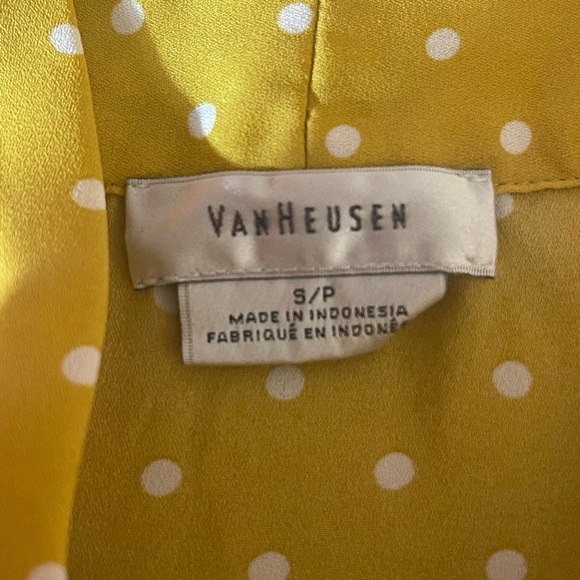 VANHEUSEN
S/P
MADE IN INDONESIA
FABRIQUÉ EN